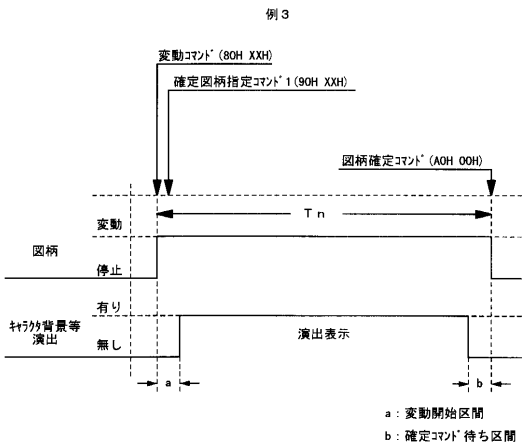 例３
変動ｺﾏﾝﾄﾞ(80H XXH)
確定図柄指定ｺﾏﾝﾄﾞ1(90H XXH)
図柄確定ｺﾏﾝﾄﾞ(A0H 00H)
Ｔｎ
変動
図柄
停止
有り
ｷｬﾗｸﾀ背景等
演出
演出表示
無し
a
b
a：変動開始区間
b：確定ｺﾏﾝﾄﾞ待ち区間